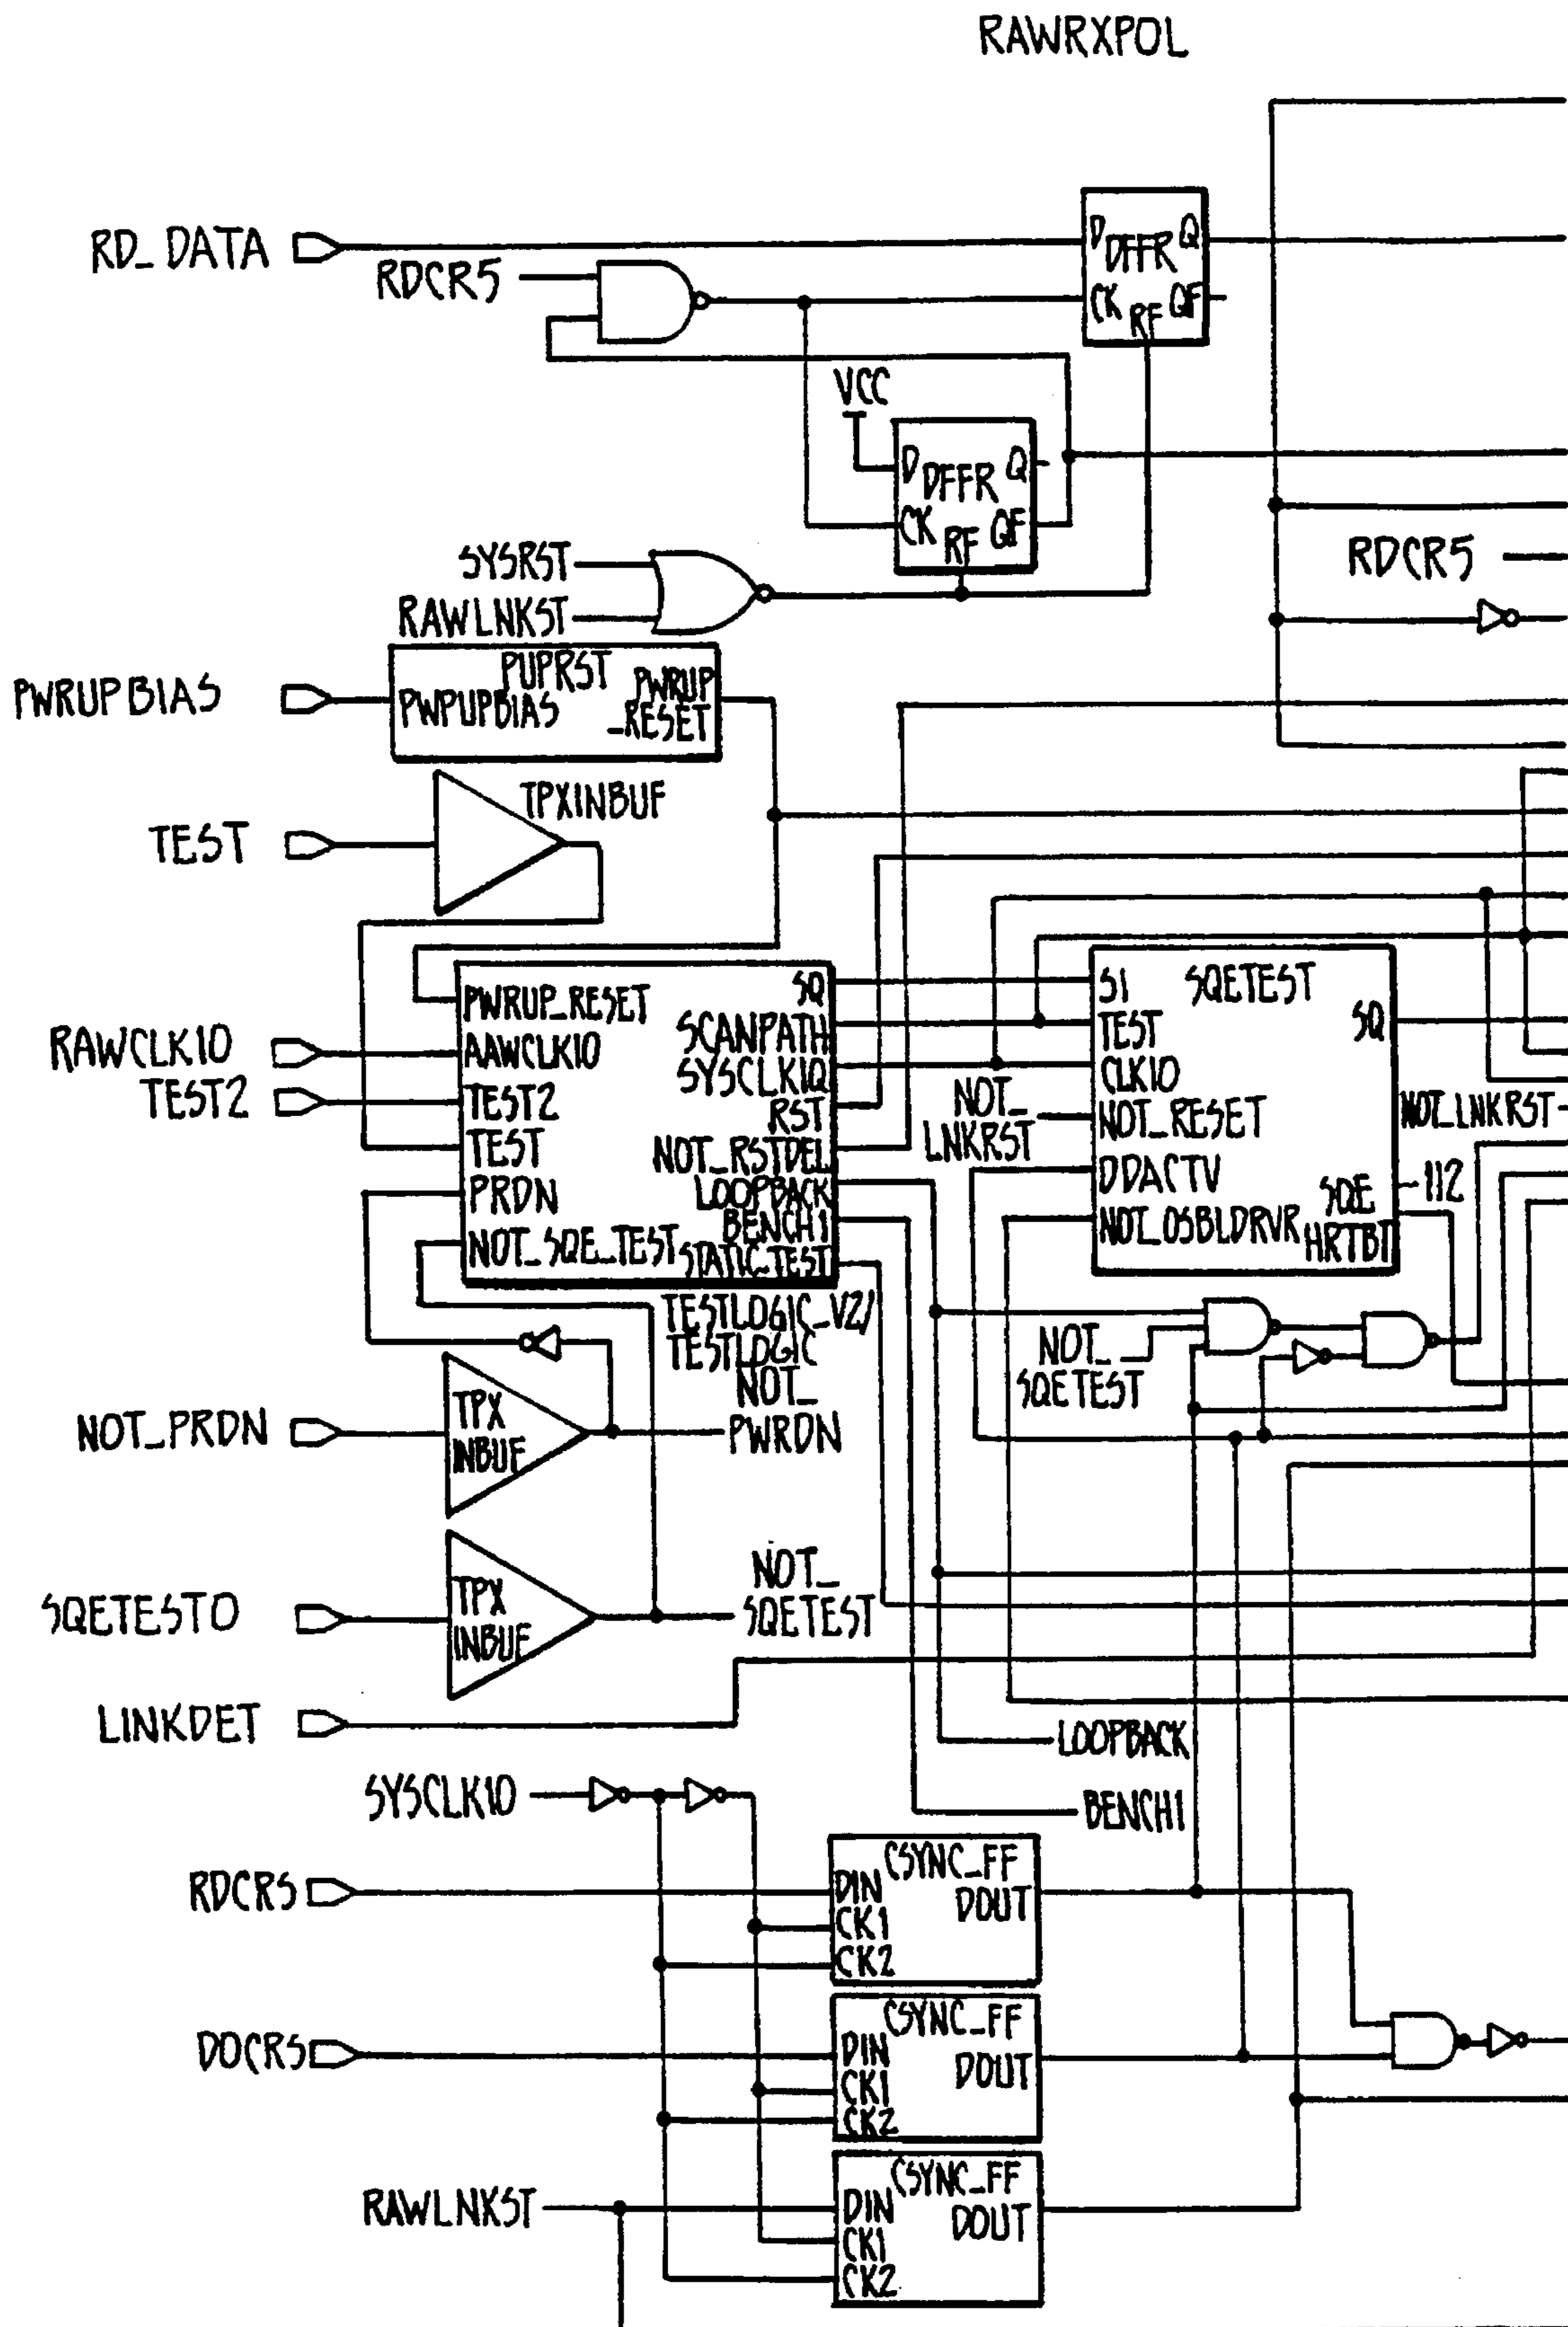 RAWRXPOL
RD_DATA
RDCR5
D DFFR Q
CK RF QF
VCC
D DFFR Q
CK RF QF
SYSRST
RAWLNKST
RDCR5
PWRUPBIAS
PUPRST
PWPUPBIAS
PWRUP
_RESET
TEST
TPXINBUF
RAWCLK10
TEST2
PWRUP_RESET
AAWCLK10
TEST2
TEST
PRDN
NOT_SQE_TEST
SQ
SCANPATH
SYSCLK1Q
RST
NOT_RSTDEL
LOOPBACK
BENCH1
STATIC_TEST
TESTLOGIC_V2/
TESTLOGIC
SQETEST
S1
TEST
CLK10
NOT_RESET
DDACTV
NOT_OSBLDRVR
SQ
SQE
HRTBT
112
NOT_
LNKRST
NOT_LNKRST
NOT_
SQETEST
NOT_PRDN
TPX
INBUF
NOT_
PWRDN
SQETESTO
TPX
INBUF
NOT_
SQETEST
LINKDET
LOOPBACK
BENCH1
SYSCLK10
RDCRS
CSYNC_FF
DIN
CK1
CK2
DOUT
DOCRS
CSYNC_FF
DIN
CK1
CK2
DOUT
RAWLNKST
CSYNC_FF
DIN
CK1
CK2
DOUT